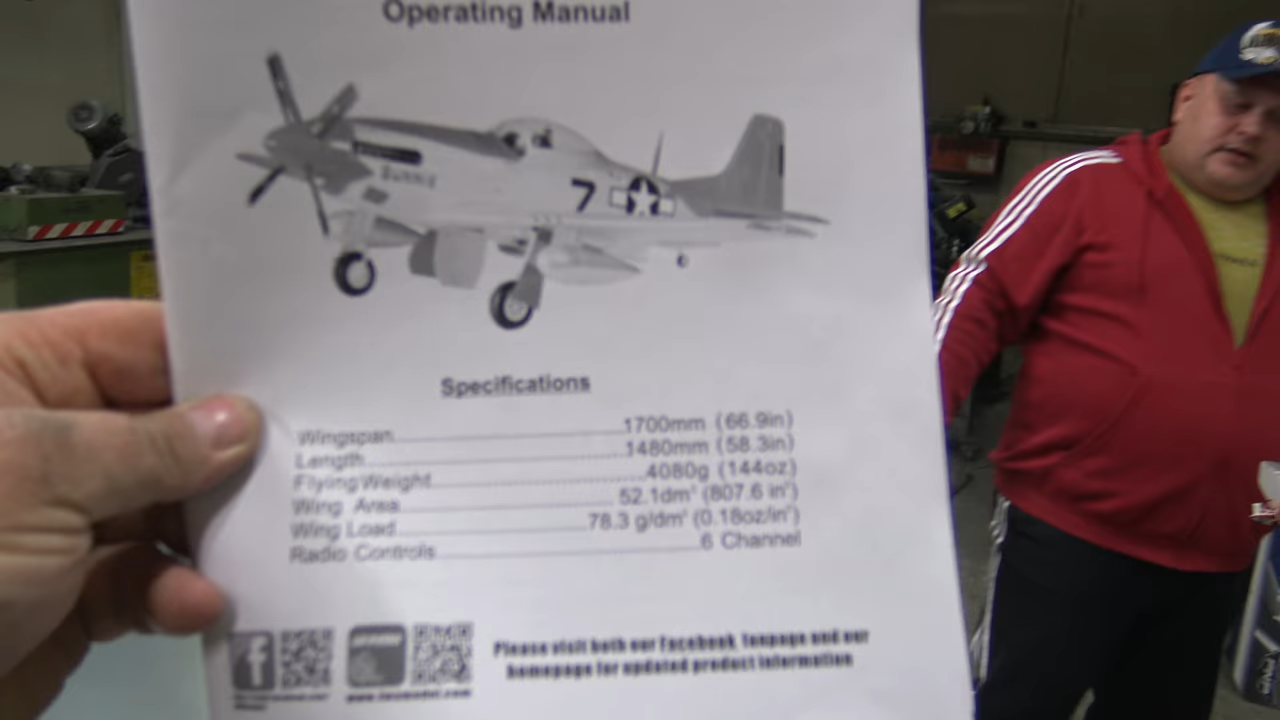 Operating Manual
7
Specifications
Wingspan 1700mm (66.9in)
Length 1480mm (58.3in)
Flying Weight 4080g (144oz)
Wing Area 52.1dm² (807.6 in²)
Wing Load 78.3 g/dm² (0.18oz/in²)
Radio Controls 6 Channel
f
Please visit both our Facebook fanpage and our
homepage for updated product information